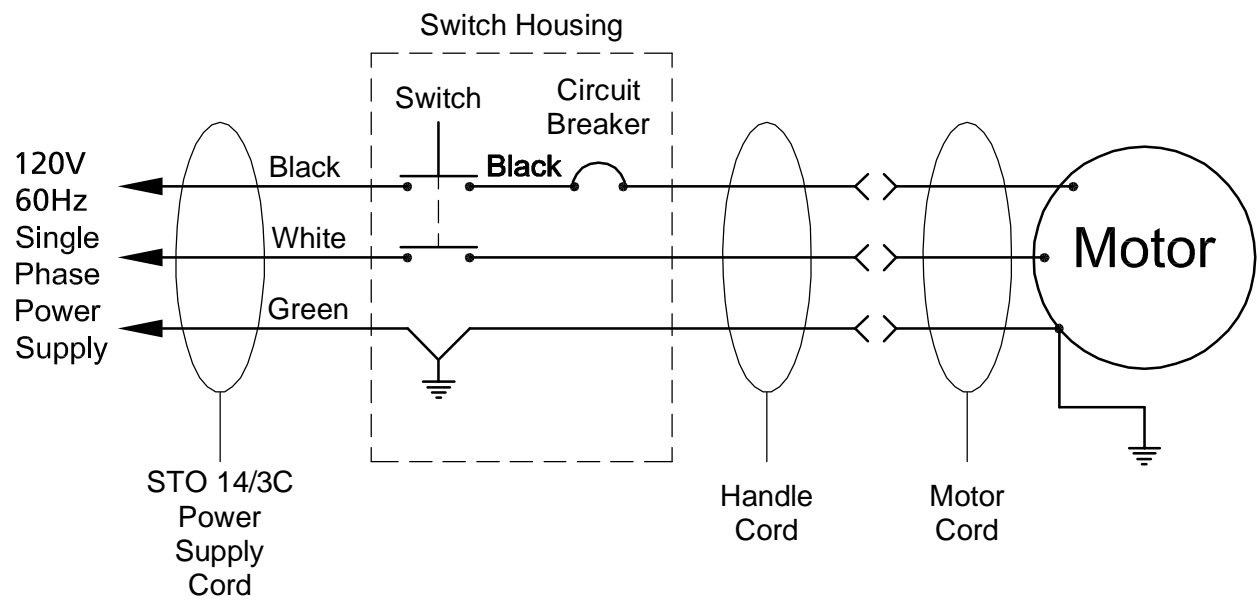 Switch Housing
Switch
Circuit
Breaker
120V
60Hz
Single
Phase
Power
Supply
Black
Black
White
Green
Motor
STO 14/3C
Power
Supply
Cord
Handle
Cord
Motor
Cord